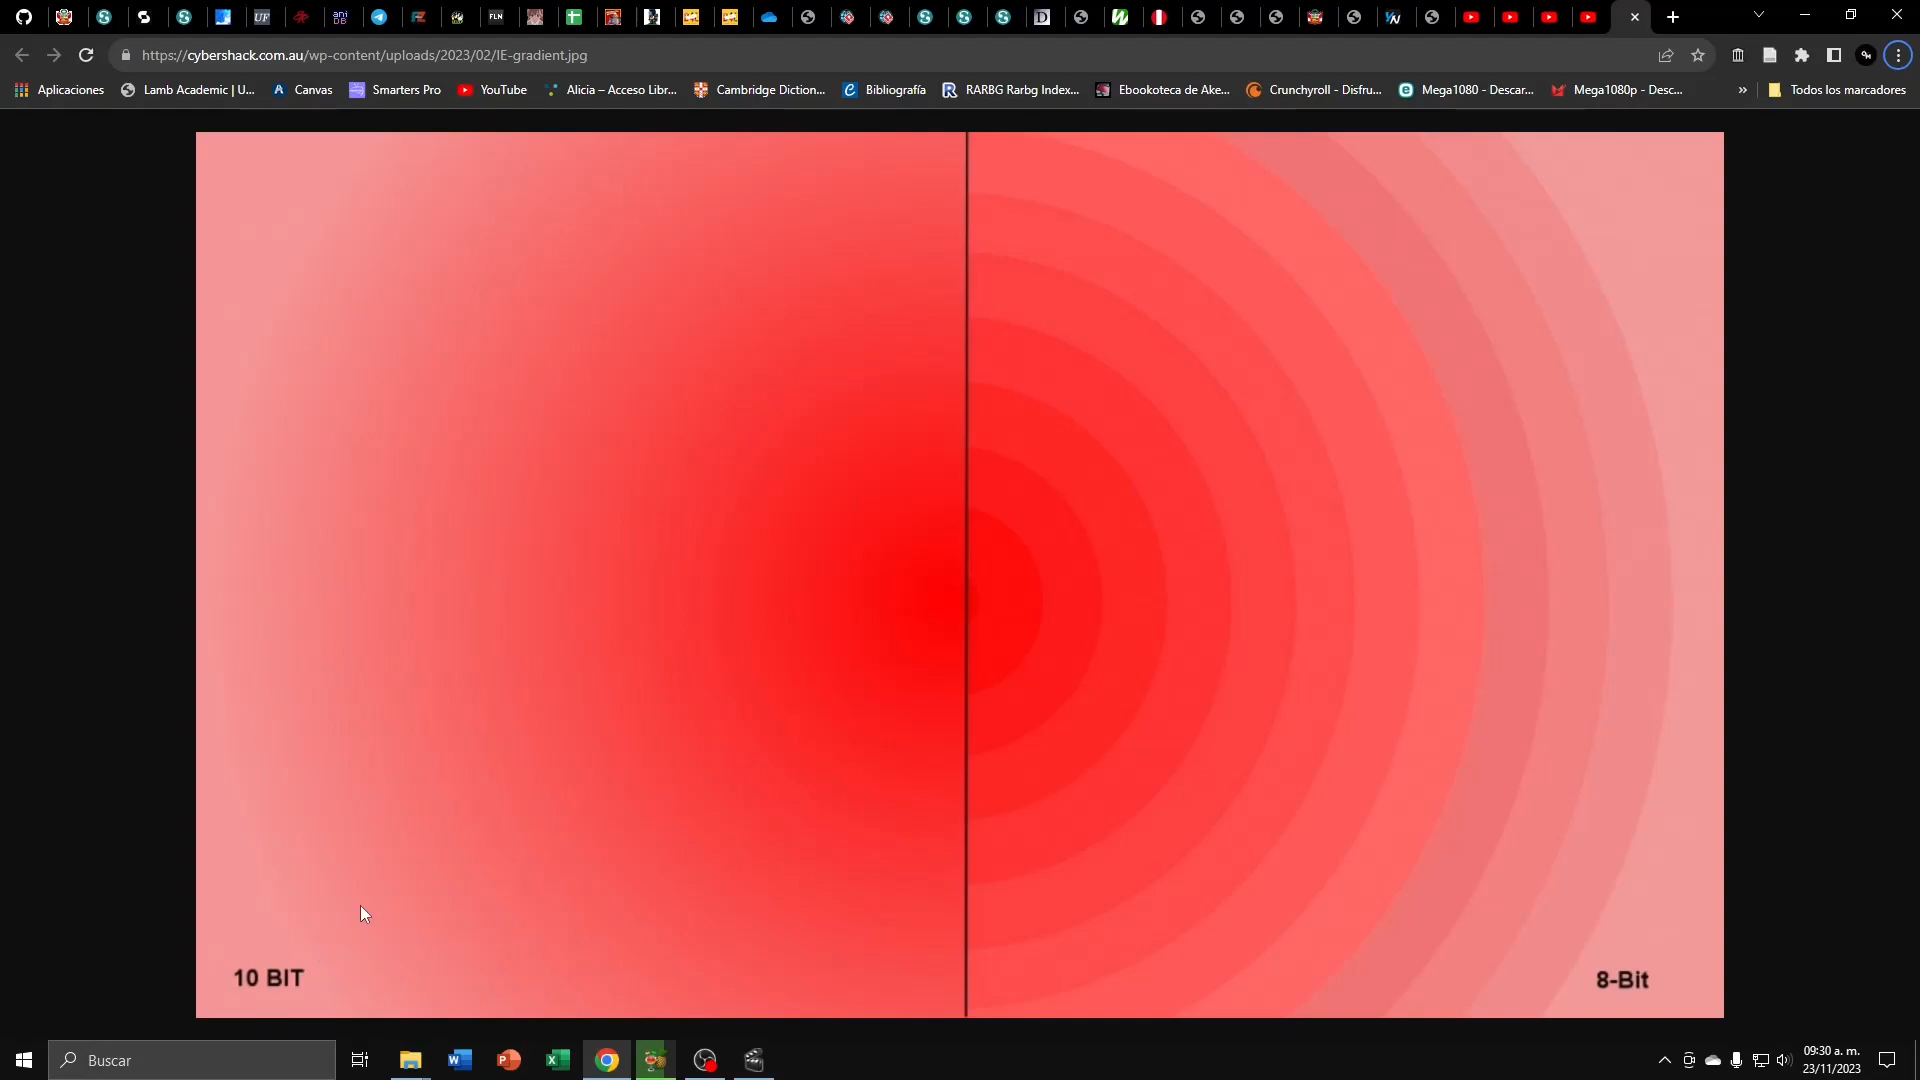 FLN
https://cybershack.com.au/wp-content/uploads/2023/02/IE-gradient.jpg
Aplicaciones
Lamb Academic | U...
Canvas
Smarters Pro
YouTube
Alicia – Acceso Libr...
Cambridge Diction...
Bibliografía
RARBG Rarbg Index...
Ebookoteca de Ake...
Crunchyroll - Disfru...
Mega1080 - Descar...
Mega1080p - Desc...
»
Todos los marcadores
10 BIT
8-Bit
Buscar
09:30 a. m.
23/11/2023